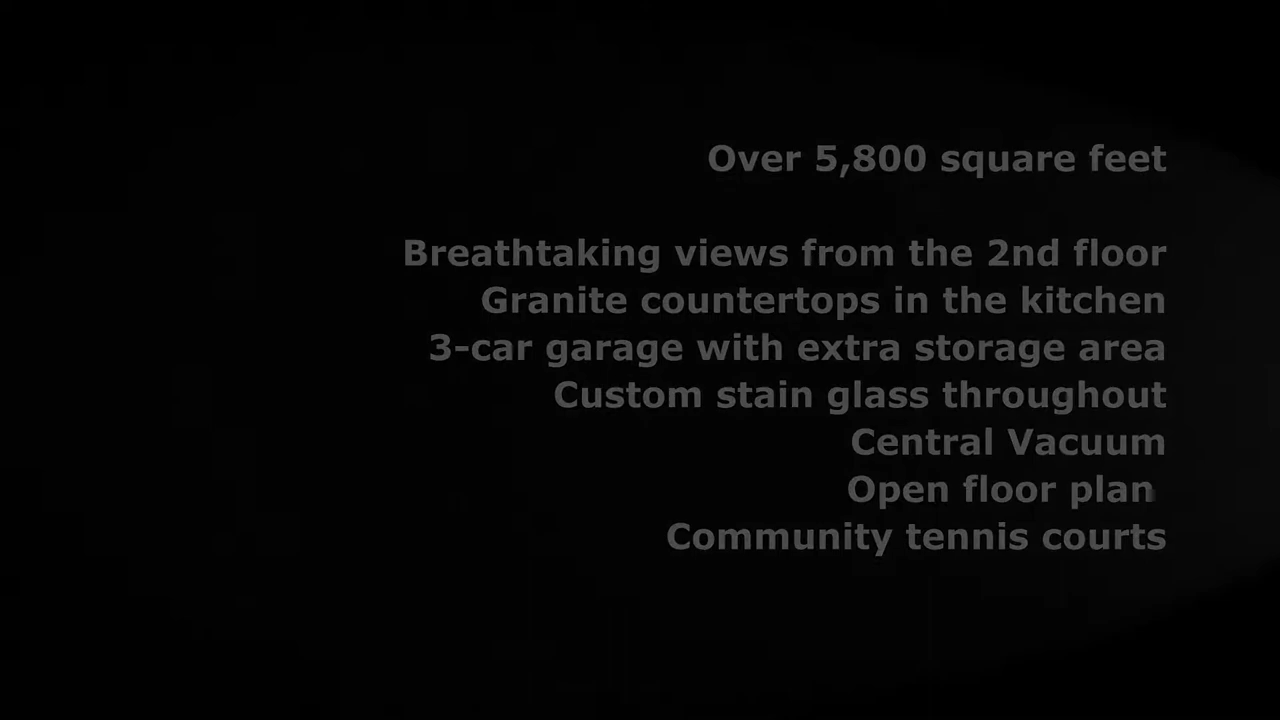 Over 5,800 square feet
Breathtaking views from the 2nd floor
Granite countertops in the kitchen
3-car garage with extra storage area
Custom stain glass throughout
Central Vacuum
Open floor plan
Community tennis courts